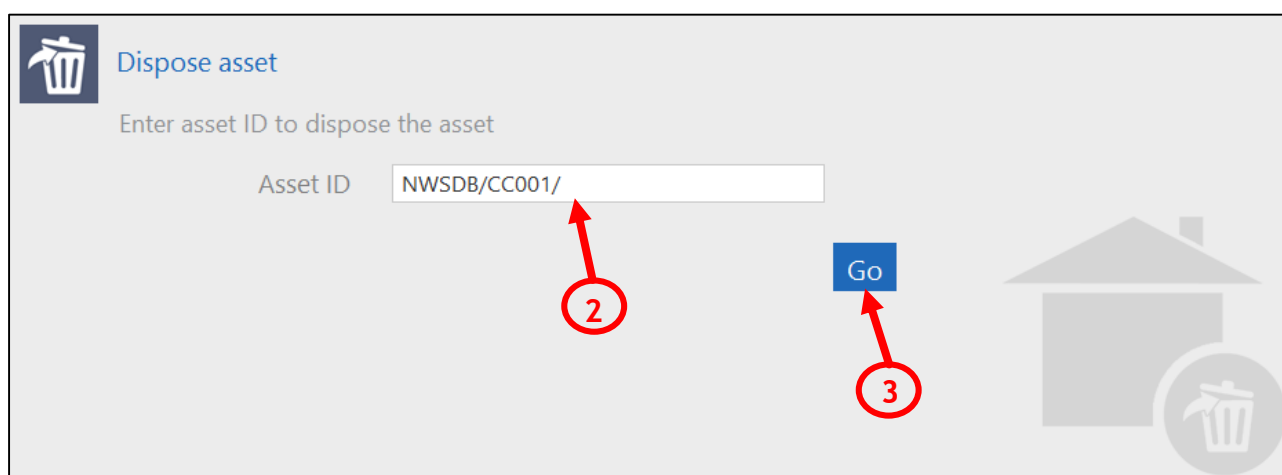 Dispose asset
Enter asset ID to dispose the asset
Asset ID NWSDB/CC001/
Go
2
3